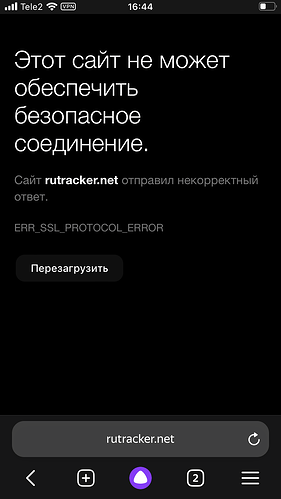 Tele2 VPN 16:44
Этот сайт не может
обеспечить
безопасное
соединение.
Сайт rutracker.net отправил некорректный
ответ.
ERR_SSL_PROTOCOL_ERROR
Перезагрузить
rutracker.net
2